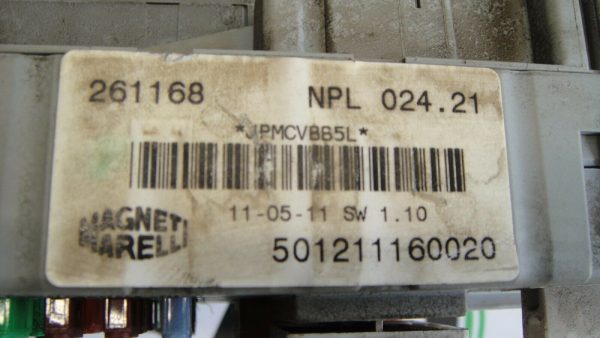 261168 NPL 024.21
*JPMCVBB5L*
11-05-11 SW 1.10
MAGNETI
MARELLI
501211160020